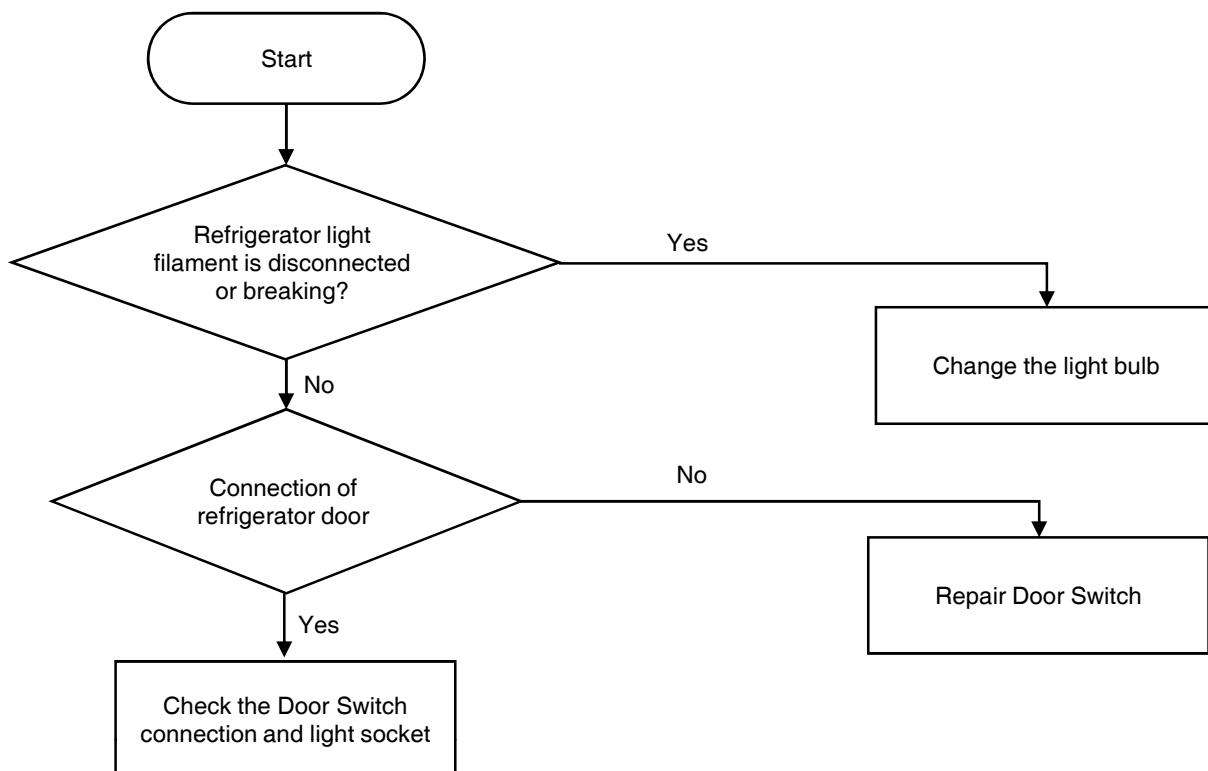 Start
Refrigerator light
filament is disconnected
or breaking?
Yes
Change the light bulb
No
Connection of
refrigerator door
No
Repair Door Switch
Yes
Check the Door Switch
connection and light socket